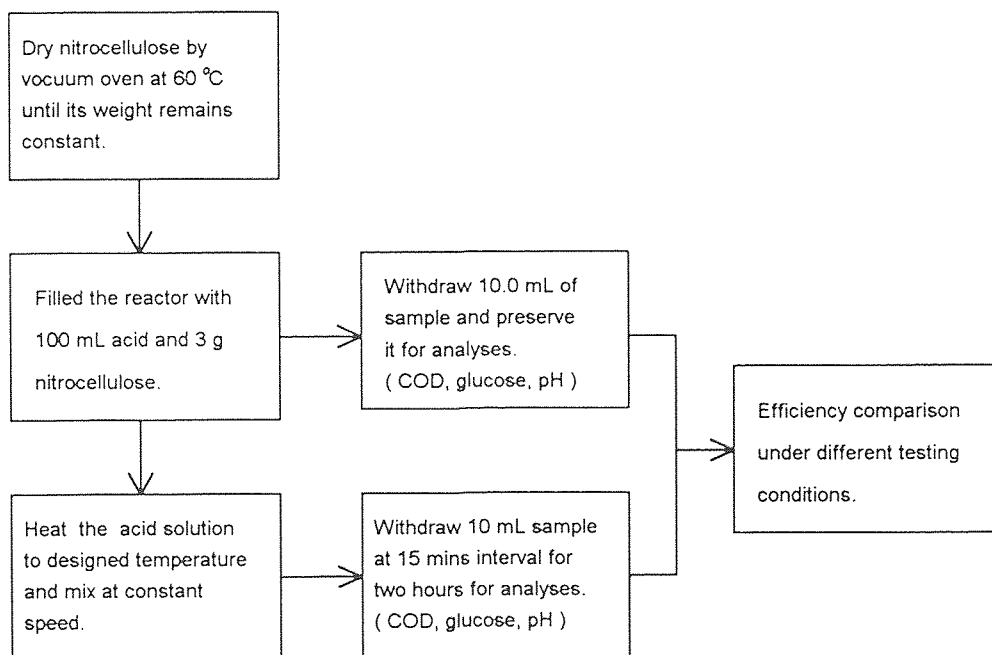 Dry nitrocellulose by
vocuum oven at 60 °C
until its weight remains
constant.
Filled the reactor with
100 mL acid and 3 g
nitrocellulose.
Withdraw 10.0 mL of
sample and preserve
it for analyses.
( COD, glucose, pH )
Heat the acid solution
to designed temperature
and mix at constant
speed.
Withdraw 10 mL sample
at 15 mins interval for
two hours for analyses.
( COD, glucose, pH )
Efficiency comparison
under different testing
conditions.